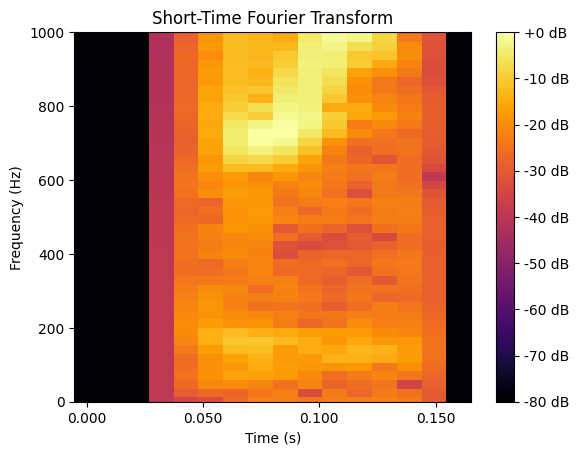 Short-Time Fourier Transform
1000
800
600
400
200
0
Frequency (Hz)
0.000
0.050
0.100
0.150
Time (s)
+0 dB
-10 dB
-20 dB
-30 dB
-40 dB
-50 dB
-60 dB
-70 dB
-80 dB